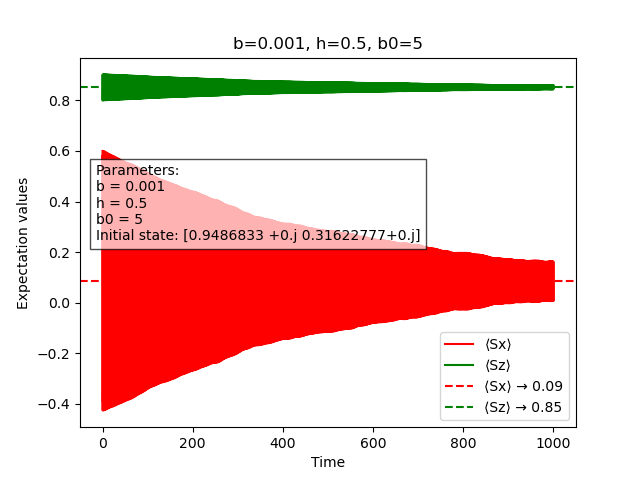 b=0.001, h=0.5, b0=5
Expectation values
0.8
0.6
0.4
0.2
0.0
−0.2
−0.4
Parameters:
b = 0.001
h = 0.5
b0 = 5
Initial state: [0.9486833 +0.j 0.31622777+0.j]
⟨Sx⟩
⟨Sz⟩
⟨Sx⟩ → 0.09
⟨Sz⟩ → 0.85
0 200 400 600 800 1000
Time